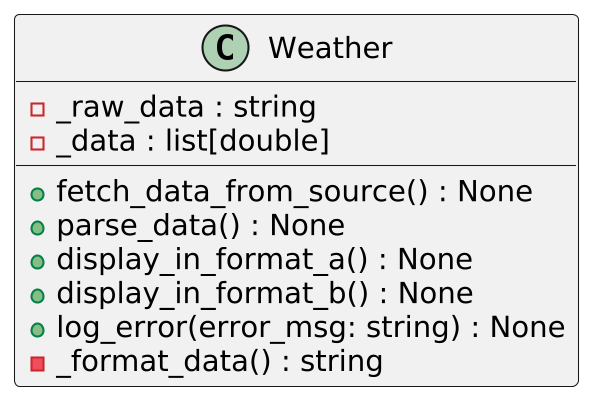 C Weather
_raw_data : string
_data : list[double]
fetch_data_from_source() : None
parse_data() : None
display_in_format_a() : None
display_in_format_b() : None
log_error(error_msg: string) : None
_format_data() : string